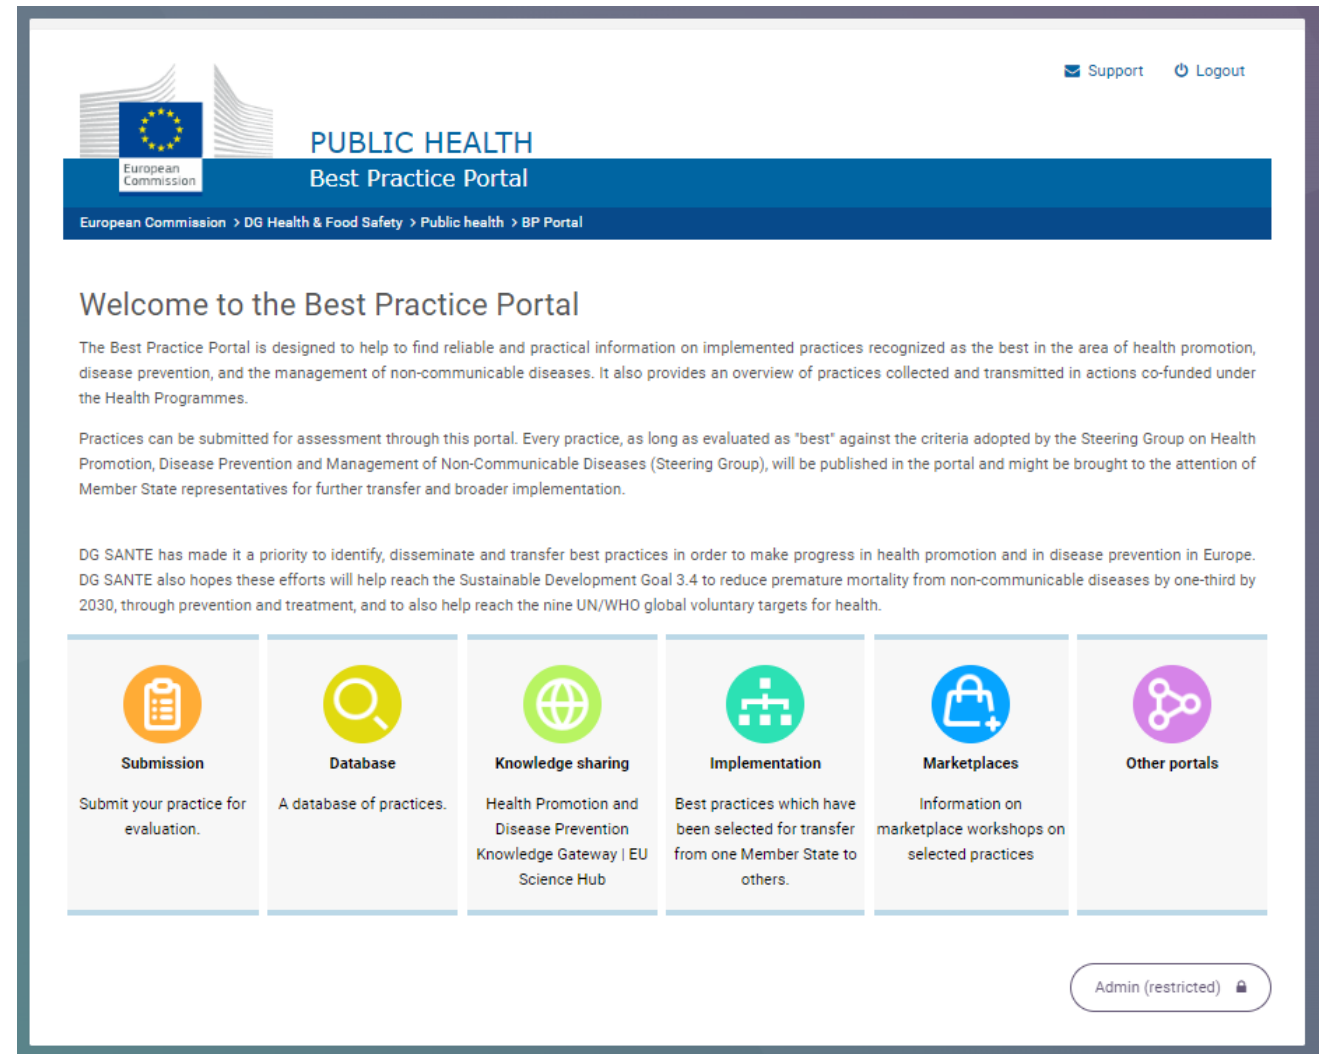 Support Logout
European
Commission
PUBLIC HEALTH
Best Practice Portal
European Commission > DG Health & Food Safety > Public health > BP Portal
Welcome to the Best Practice Portal
The Best Practice Portal is designed to help to find reliable and practical information on implemented practices recognized as the best in the area of health promotion,
disease prevention, and the management of non-communicable diseases. It also provides an overview of practices collected and transmitted in actions co-funded under
the Health Programmes.
Practices can be submitted for assessment through this portal. Every practice, as long as evaluated as "best" against the criteria adopted by the Steering Group on Health
Promotion, Disease Prevention and Management of Non-Communicable Diseases (Steering Group), will be published in the portal and might be brought to the attention of
Member State representatives for further transfer and broader implementation.
DG SANTE has made it a priority to identify, disseminate and transfer best practices in order to make progress in health promotion and in disease prevention in Europe.
DG SANTE also hopes these efforts will help reach the Sustainable Development Goal 3.4 to reduce premature mortality from non-communicable diseases by one-third by
2030, through prevention and treatment, and to also help reach the nine UN/WHO global voluntary targets for health.
Submission
Submit your practice for
evaluation.
Database
A database of practices.
Knowledge sharing
Health Promotion and
Disease Prevention
Knowledge Gateway | EU
Science Hub
Implementation
Best practices which have
been selected for transfer
from one Member State to
others.
Marketplaces
Information on
marketplace workshops on
selected practices
Other portals
Admin (restricted)